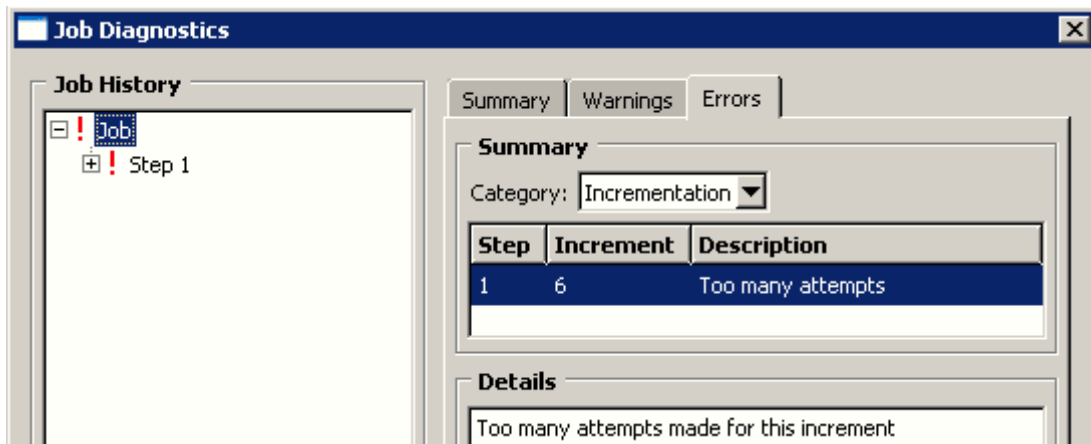 Job Diagnostics
Job History
Job
Step 1
Summary Warnings Errors
Summary
Category: Incrementation
Step Increment Description
1 6 Too many attempts
Details
Too many attempts made for this increment